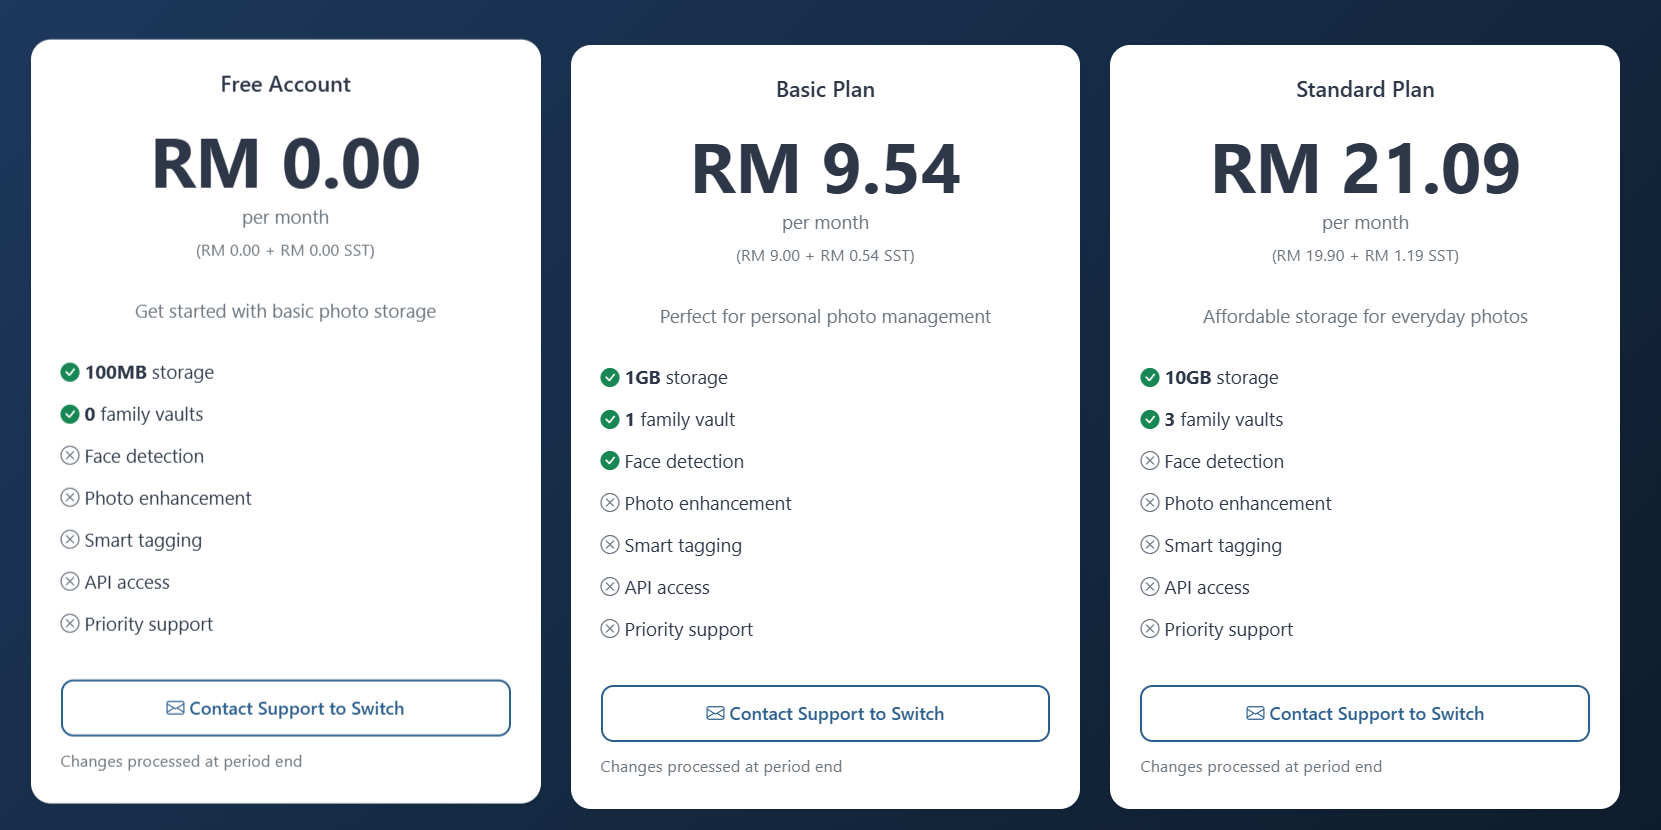 Free Account
RM 0.00
per month
(RM 0.00 + RM 0.00 SST)
Get started with basic photo storage
100MB storage
0 family vaults
Face detection
Photo enhancement
Smart tagging
API access
Priority support
Contact Support to Switch
Changes processed at period end
Basic Plan
RM 9.54
per month
(RM 9.00 + RM 0.54 SST)
Perfect for personal photo management
1GB storage
1 family vault
Face detection
Photo enhancement
Smart tagging
API access
Priority support
Contact Support to Switch
Changes processed at period end
Standard Plan
RM 21.09
per month
(RM 19.90 + RM 1.19 SST)
Affordable storage for everyday photos
10GB storage
3 family vaults
Face detection
Photo enhancement
Smart tagging
API access
Priority support
Contact Support to Switch
Changes processed at period end